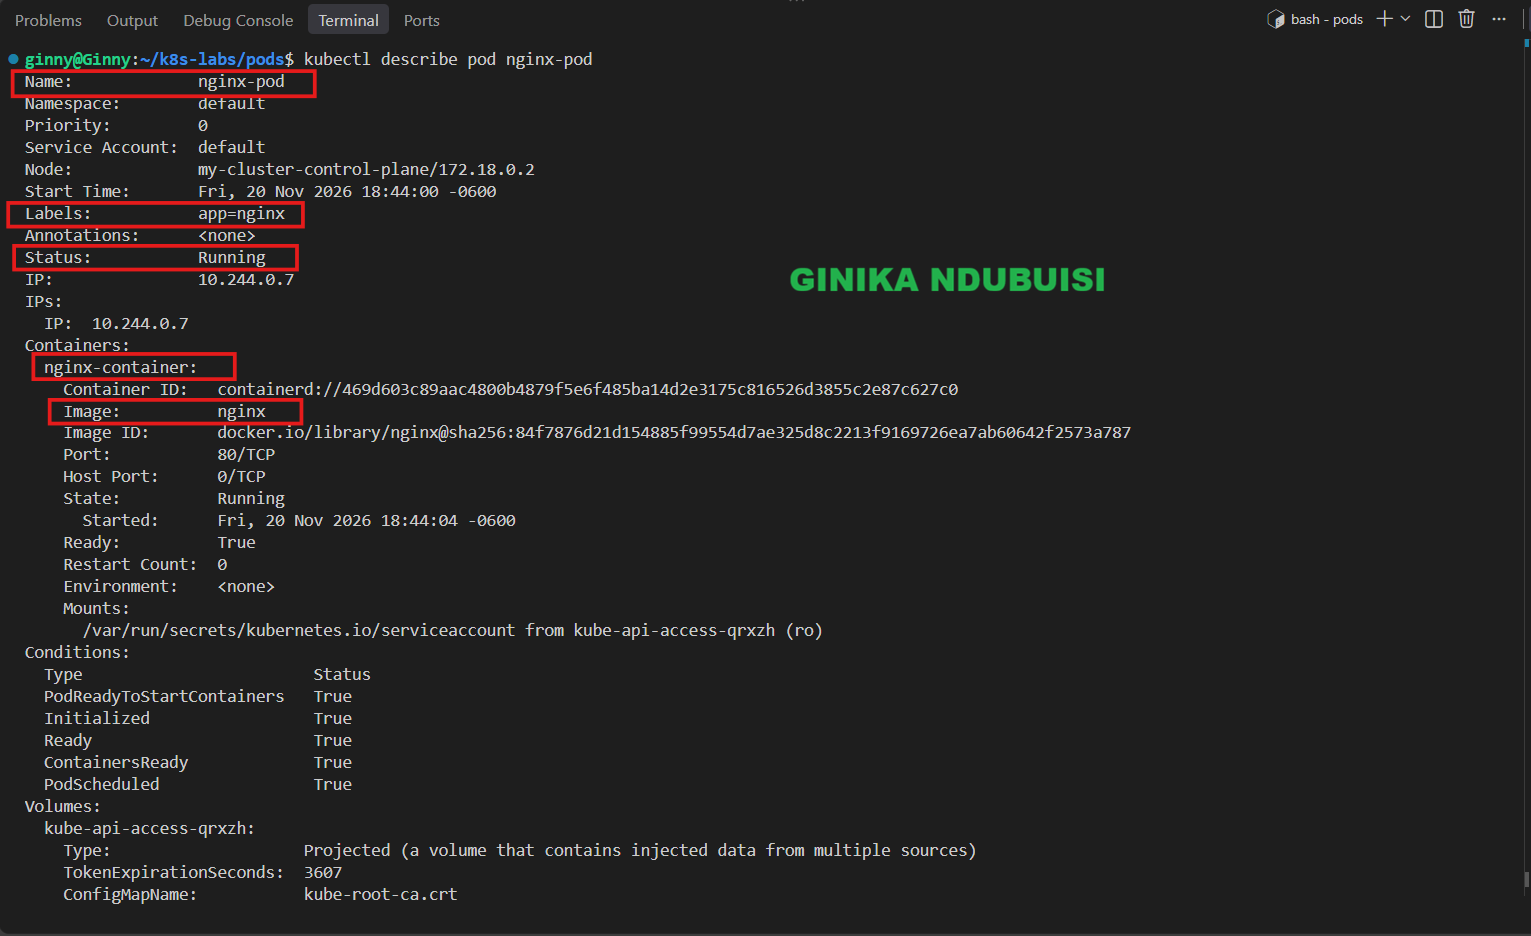 Problems Output Debug Console Terminal Ports bash - pods
ginny@Ginny:~/k8s-labs/pods$ kubectl describe pod nginx-pod
Name: nginx-pod
Namespace: default
Priority: 0
Service Account: default
Node: my-cluster-control-plane/172.18.0.2
Start Time: Fri, 20 Nov 2026 18:44:00 -0600
Labels: app=nginx
Annotations: <none>
Status: Running
GINIKA NDUBUISI
IP: 10.244.0.7
IPs:
IP: 10.244.0.7
Containers:
nginx-container:
Container ID: containerd://469d603c89aac4800b4879f5e6f485ba14d2e3175c816526d3855c2e87c627c0
Image: nginx
Image ID: docker.io/library/nginx@sha256:84f7876d21d154885f99554d7ae325d8c2213f9169726ea7ab60642f2573a787
Port: 80/TCP
Host Port: 0/TCP
State: Running
Started: Fri, 20 Nov 2026 18:44:04 -0600
Ready: True
Restart Count: 0
Environment: <none>
Mounts:
/var/run/secrets/kubernetes.io/serviceaccount from kube-api-access-qrxzh (ro)
Conditions:
Type Status
PodReadyToStartContainers True
Initialized True
Ready True
ContainersReady True
PodScheduled True
Volumes:
kube-api-access-qrxzh:
Type: Projected (a volume that contains injected data from multiple sources)
TokenExpirationSeconds: 3607
ConfigMapName: kube-root-ca.crt